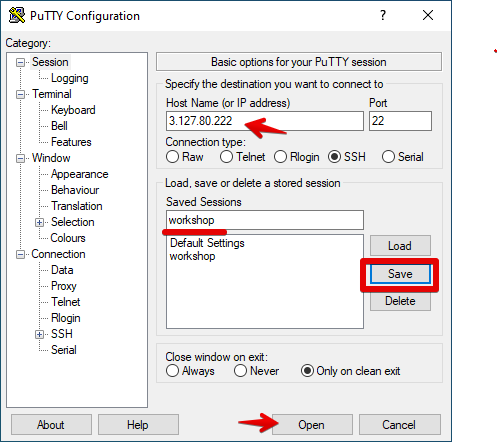 PuTTY Configuration ? ×
Category:
Session
Logging
Terminal
Keyboard
Bell
Features
Window
Appearance
Behaviour
Translation
Selection
Colours
Connection
Data
Proxy
Telnet
Rlogin
SSH
Serial
Basic options for your PuTTY session
Specify the destination you want to connect to
Host Name (or IP address) Port
3.127.80.222 22
Connection type:
Raw Telnet Rlogin SSH Serial
Load, save or delete a stored session
Saved Sessions
workshop
Default Settings
workshop
Load
Save
Delete
Close window on exit:
Always Never Only on clean exit
About Help Open Cancel